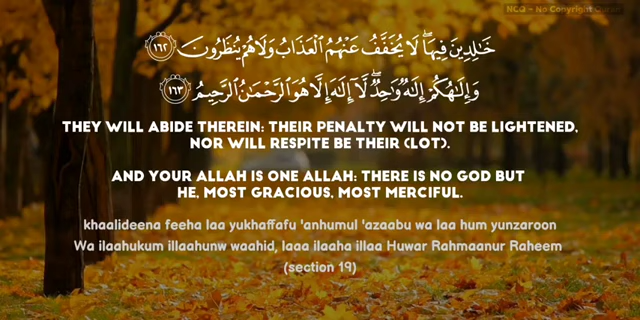 NCQ - No Copyright Quran
خَـٰلِدِينَ فِيهَا ۖ لَا يُخَفَّفُ عَنْهُمُ ٱلْعَذَابُ وَلَا هُمْ يُنظَرُونَ ١٦٢
وَإِلَـٰهُكُمْ إِلَـٰهٌ وَٰحِدٌ ۖ لَّآ إِلَـٰهَ إِلَّا هُوَ ٱلرَّحْمَـٰنُ ٱلرَّحِيمُ ١٦٣
THEY WILL ABIDE THEREIN: THEIR PENALTY WILL NOT BE LIGHTENED,
NOR WILL RESPITE BE THEIR (LOT).
AND YOUR ALLAH IS ONE ALLAH: THERE IS NO GOD BUT
HE, MOST GRACIOUS, MOST MERCIFUL.
khaalideena feeha laa yukhaffafu 'anhumul 'azaabu wa laa hum yunzaroon
Wa ilaahukum illaahunw waahid, laaa ilaaha illaa Huwar Rahmaanur Raheem
(section 19)